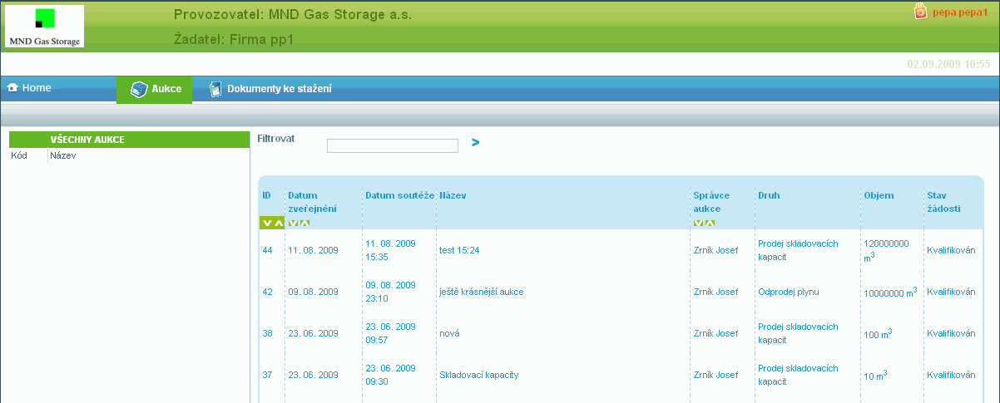 MND Gas Storage
Provozovatel: MND Gas Storage a.s.
Žadatel: Firma pp1
pepa pepa1
02.09.2009 10:55
Home
Aukce
Dokumenty ke stažení
VŠECHNY AUKCE
Kód Název
Filtrovat
>
ID Datum zveřejnéní Datum soutěže Název Správce aukce Druh Objem Stav žádosti
44 11. 08. 2009 11. 08. 2009 15:35 test 15:24 Zrník Josef Prodej skladovacích kapacit 120000000 m³ Kvalifikován
42 09. 08. 2009 09. 08. 2009 23:10 ještě krásnější aukce Zrník Josef Odprodej plynu 10000000 m³ Kvalifikován
38 23. 06. 2009 23. 06. 2009 09:57 nová Zrník Josef Prodej skladovacích kapacit 100 m³ Kvalifikován
37 23. 06. 2009 23. 06. 2009 09:30 Skladovací kapacity Zrník Josef Prodej skladovacích kapacit 10 m³ Kvalifikován